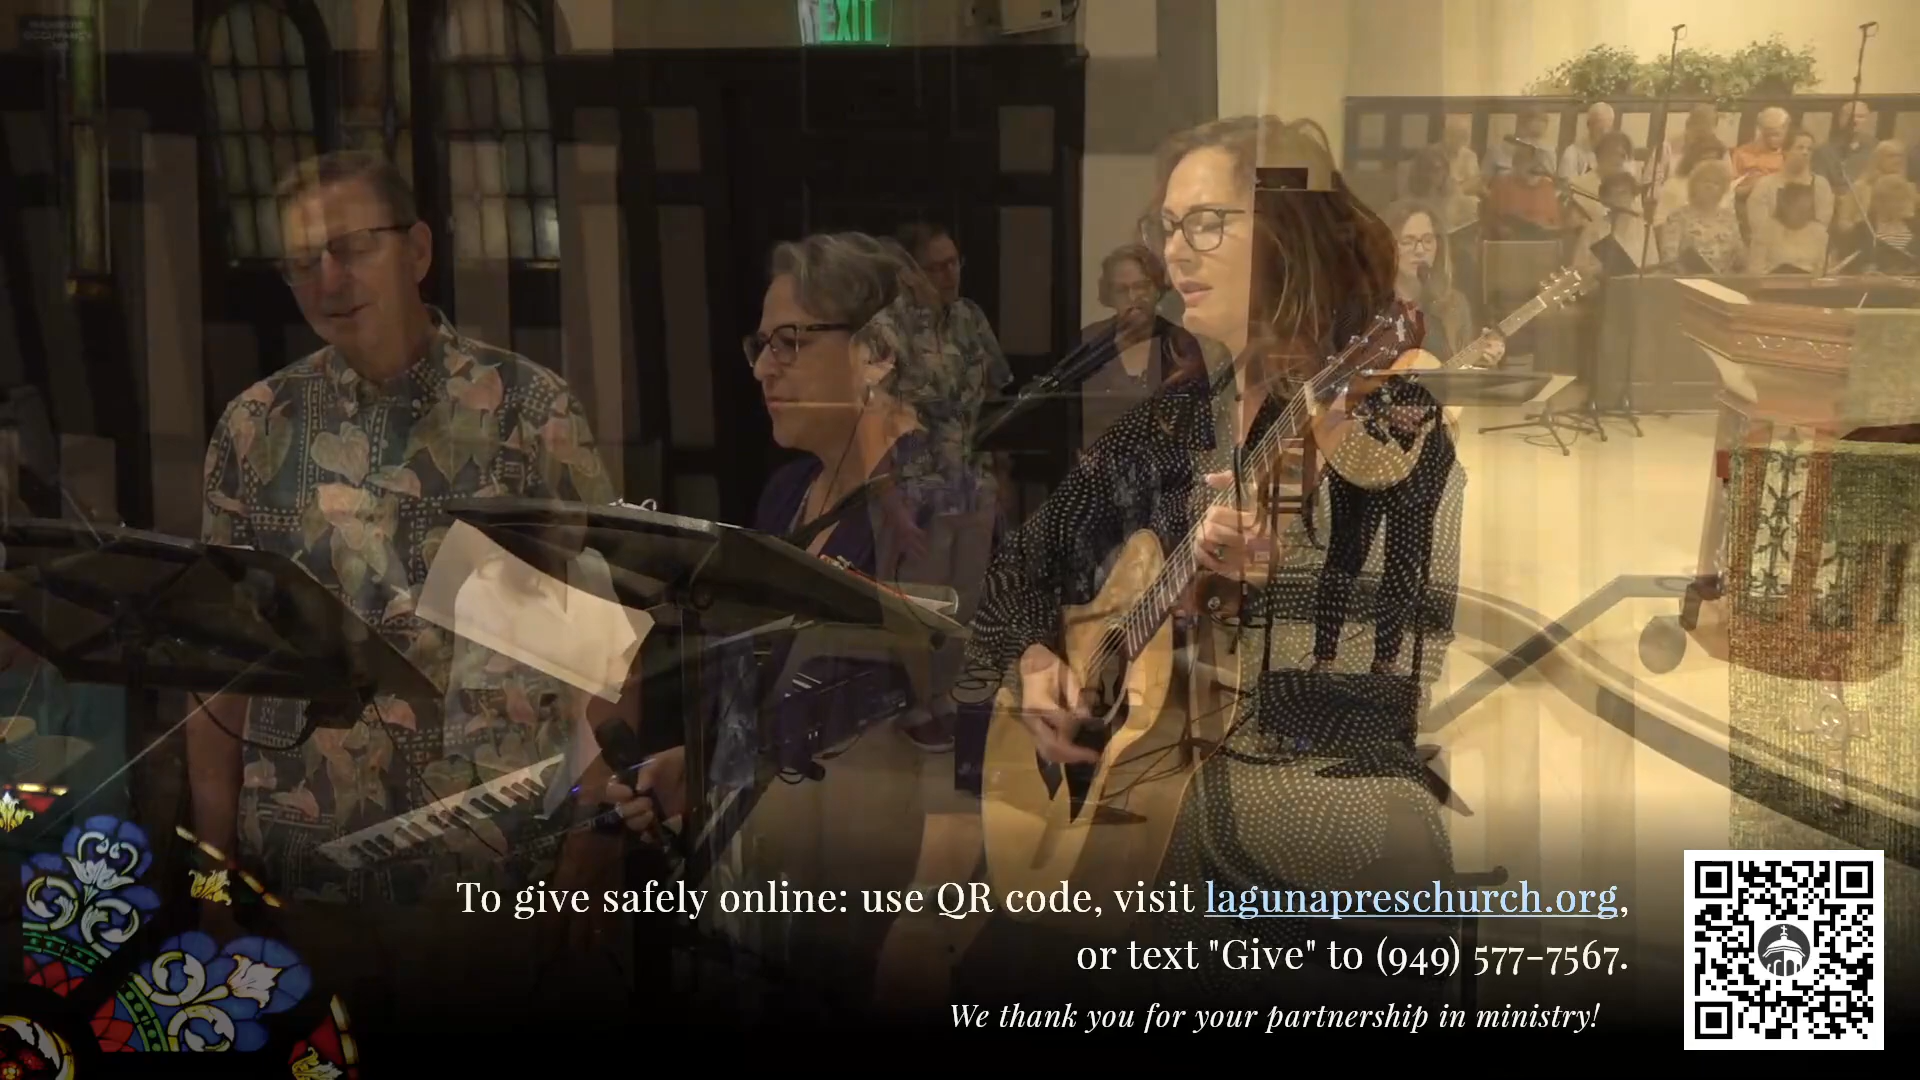 EXIT
To give safely online: use QR code, visit lagunapreschurch.org,
or text "Give" to (949) 577-7567.
We thank you for your partnership in ministry!